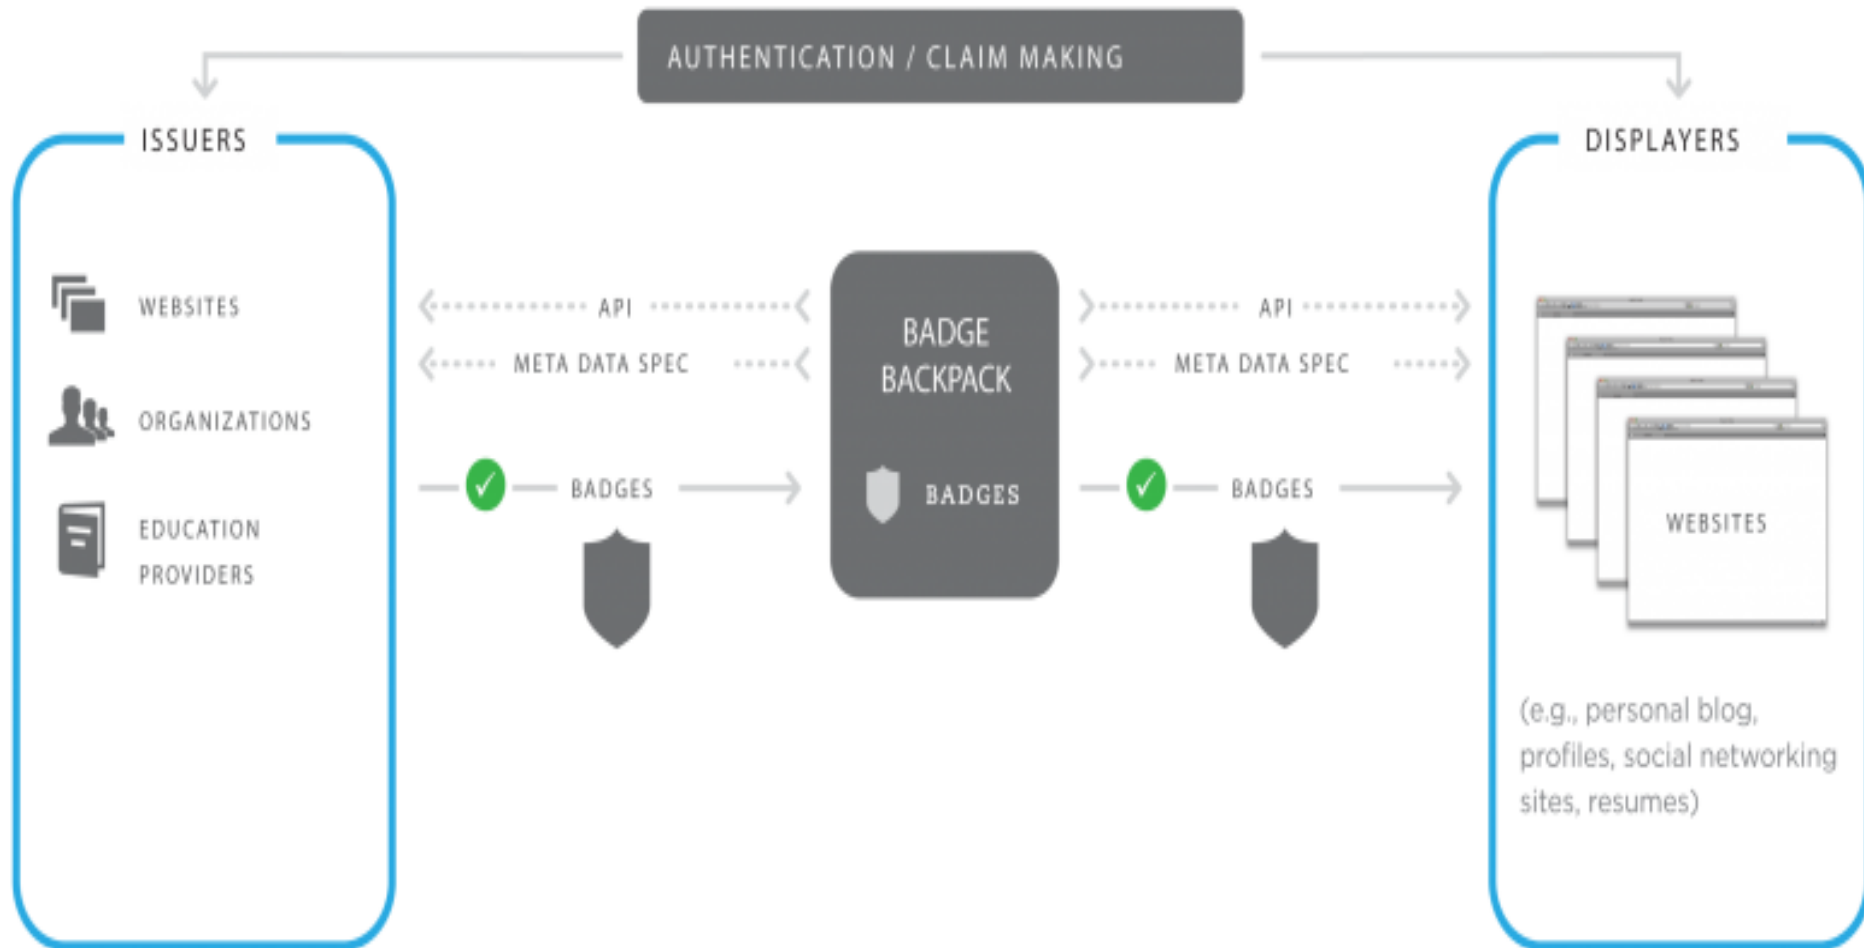 AUTHENTICATION / CLAIM MAKING
ISSUERS
WEBSITES
ORGANIZATIONS
EDUCATION
PROVIDERS
API
META DATA SPEC
BADGES
BADGE
BACKPACK
BADGES
API
META DATA SPEC
BADGES
DISPLAYERS
WEBSITES
(e.g., personal blog,
profiles, social networking
sites, resumes)